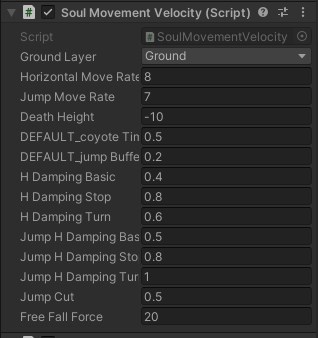 Soul Movement Velocity (Script)
Script SoulMovementVelocity
Ground Layer Ground
Horizontal Move Rate 8
Jump Move Rate 7
Death Height -10
DEFAULT_coyote Tin 0.5
DEFAULT_jump Buffe 0.2
H Damping Basic 0.4
H Damping Stop 0.8
H Damping Turn 0.6
Jump H Damping Bas 0.5
Jump H Damping Sto 0.8
Jump H Damping Tur 1
Jump Cut 0.5
Free Fall Force 20